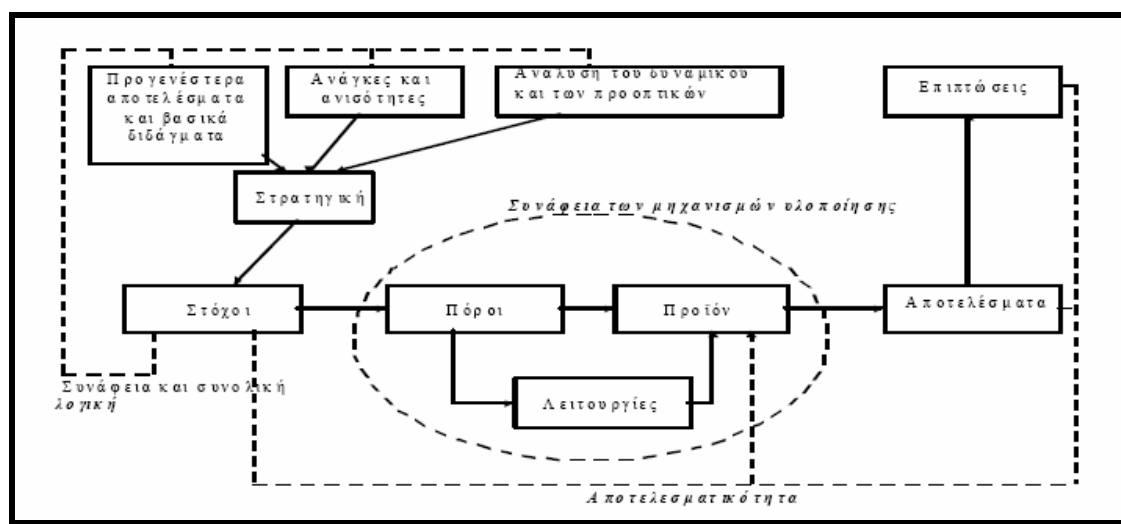 Προγενέστερα
αποτελέσματα
και βασικά
διδάγματα
Ανάγκες και
ανισότητες
Ανάλυση του δυναμικού
και των προοπτικών
Επιπτώσεις
Στρατηγική
Συνάφεια των μηχανισμών υλοποίησης
Στόχοι
Πόροι
Προϊόν
Αποτελέσματα
Λειτουργίες
Συνάφεια και συνολική
λογική
Αποτελεσματικότητα